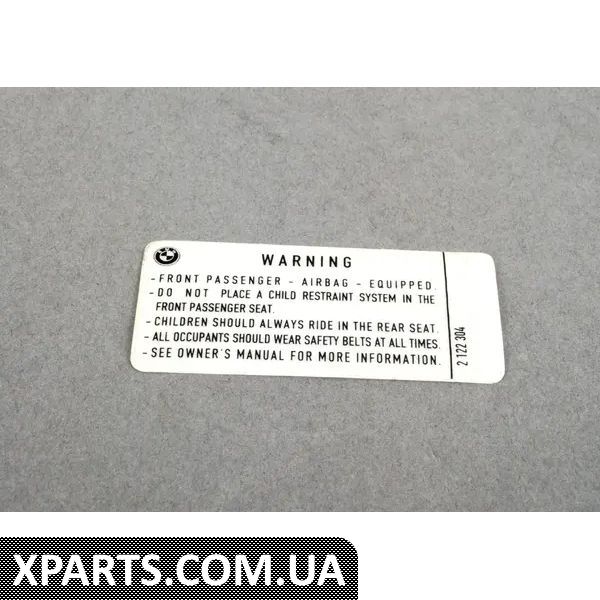 WARNING
- FRONT PASSENGER - AIRBAG - EQUIPPED.
- DO NOT PLACE A CHILD RESTRAINT SYSTEM IN THE
FRONT PASSENGER SEAT.
- CHILDREN SHOULD ALWAYS RIDE IN THE REAR SEAT.
- ALL OCCUPANTS SHOULD WEAR SAFETY BELTS AT ALL TIMES.
- SEE OWNER'S MANUAL FOR MORE INFORMATION.
2 122 304
XPARTS.COM.UA